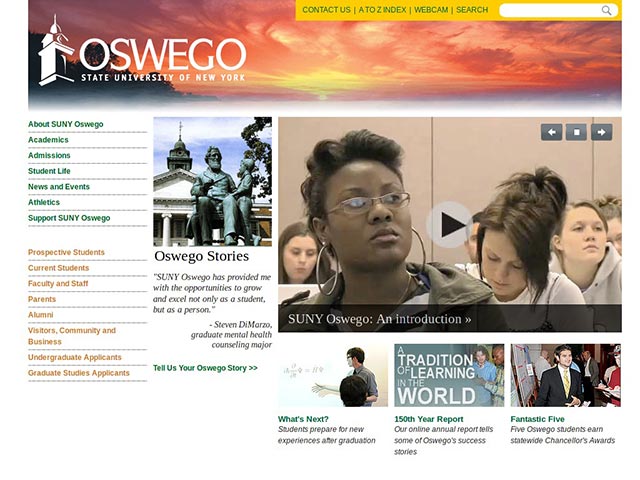 CONTACT US | A TO Z INDEX | WEBCAM | SEARCH
OSWEGO
STATE UNIVERSITY OF NEW YORK
About SUNY Oswego
Academics
Admissions
Student Life
News and Events
Athletics
Support SUNY Oswego
Prospective Students
Current Students
Faculty and Staff
Parents
Alumni
Visitors, Community and
Business
Undergraduate Applicants
Graduate Studies Applicants
Oswego Stories
"SUNY Oswego has provided me
with the opportunities to grow
and excel not only as a student,
but as a person."
- Steven DiMarzo,
graduate mental health
counseling major
Tell Us Your Oswego Story >>
SUNY Oswego: An introduction »
What's Next?
Students prepare for new
experiences after graduation
A
TRADITION
OF LEARNING
IN THE
WORLD
150th Year Report
Our online annual report tells
some of Oswego's success
stories
Fantastic Five
Five Oswego students earn
statewide Chancellor's Awards